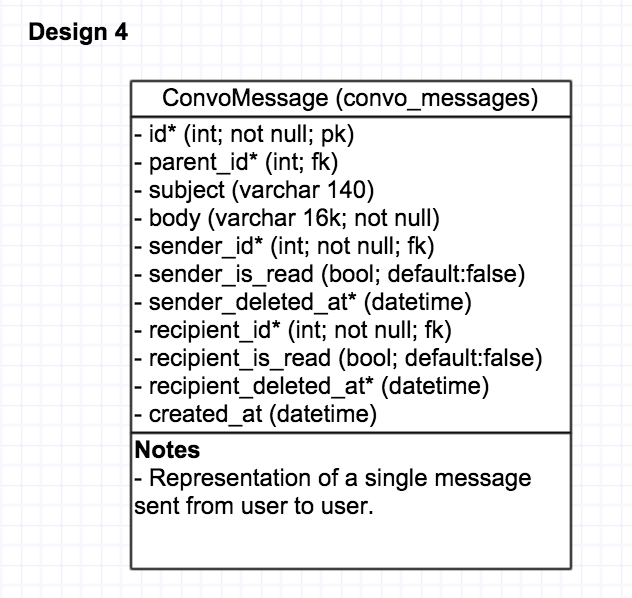 Design 4
ConvoMessage (convo_messages)
- id* (int; not null; pk)
- parent_id* (int; fk)
- subject (varchar 140)
- body (varchar 16k; not null)
- sender_id* (int; not null; fk)
- sender_is_read (bool; default:false)
- sender_deleted_at* (datetime)
- recipient_id* (int; not null; fk)
- recipient_is_read (bool; default:false)
- recipient_deleted_at* (datetime)
- created_at (datetime)
Notes
- Representation of a single message
sent from user to user.